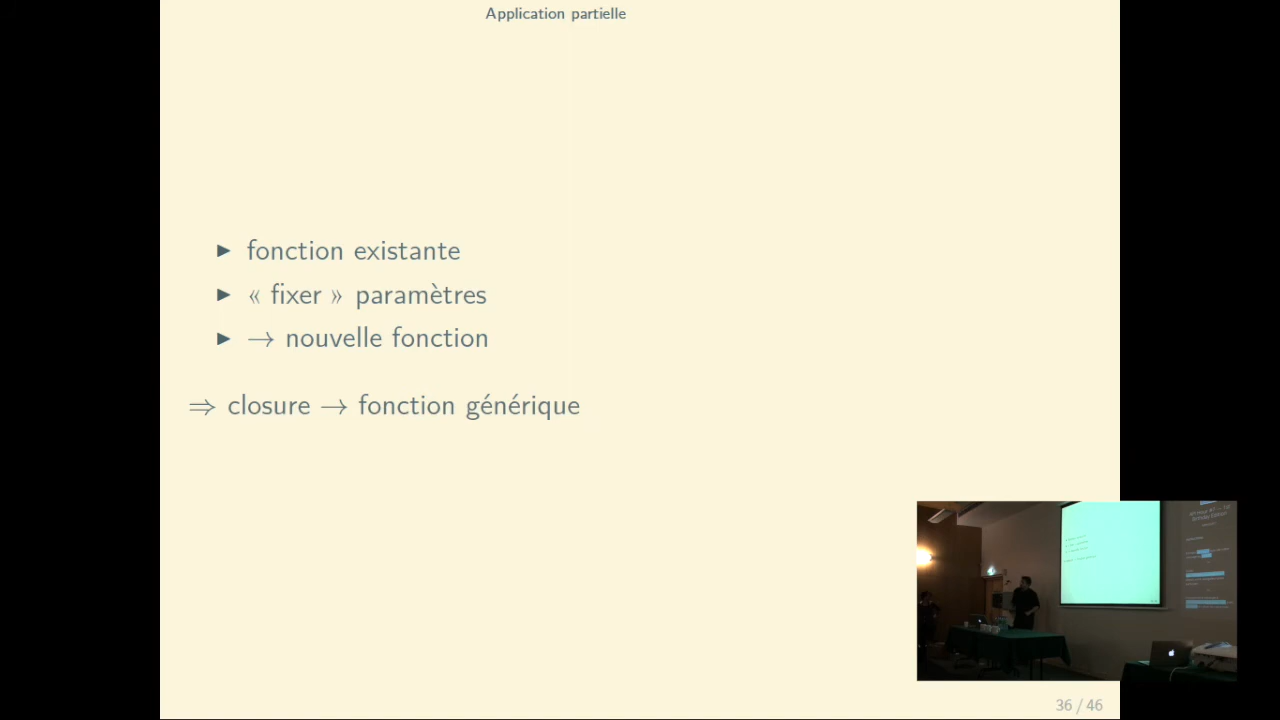 Application partielle
▶ fonction existante
▶ « fixer » paramètres
▶ → nouvelle fonction
⇒ closure → fonction générique
36 / 46